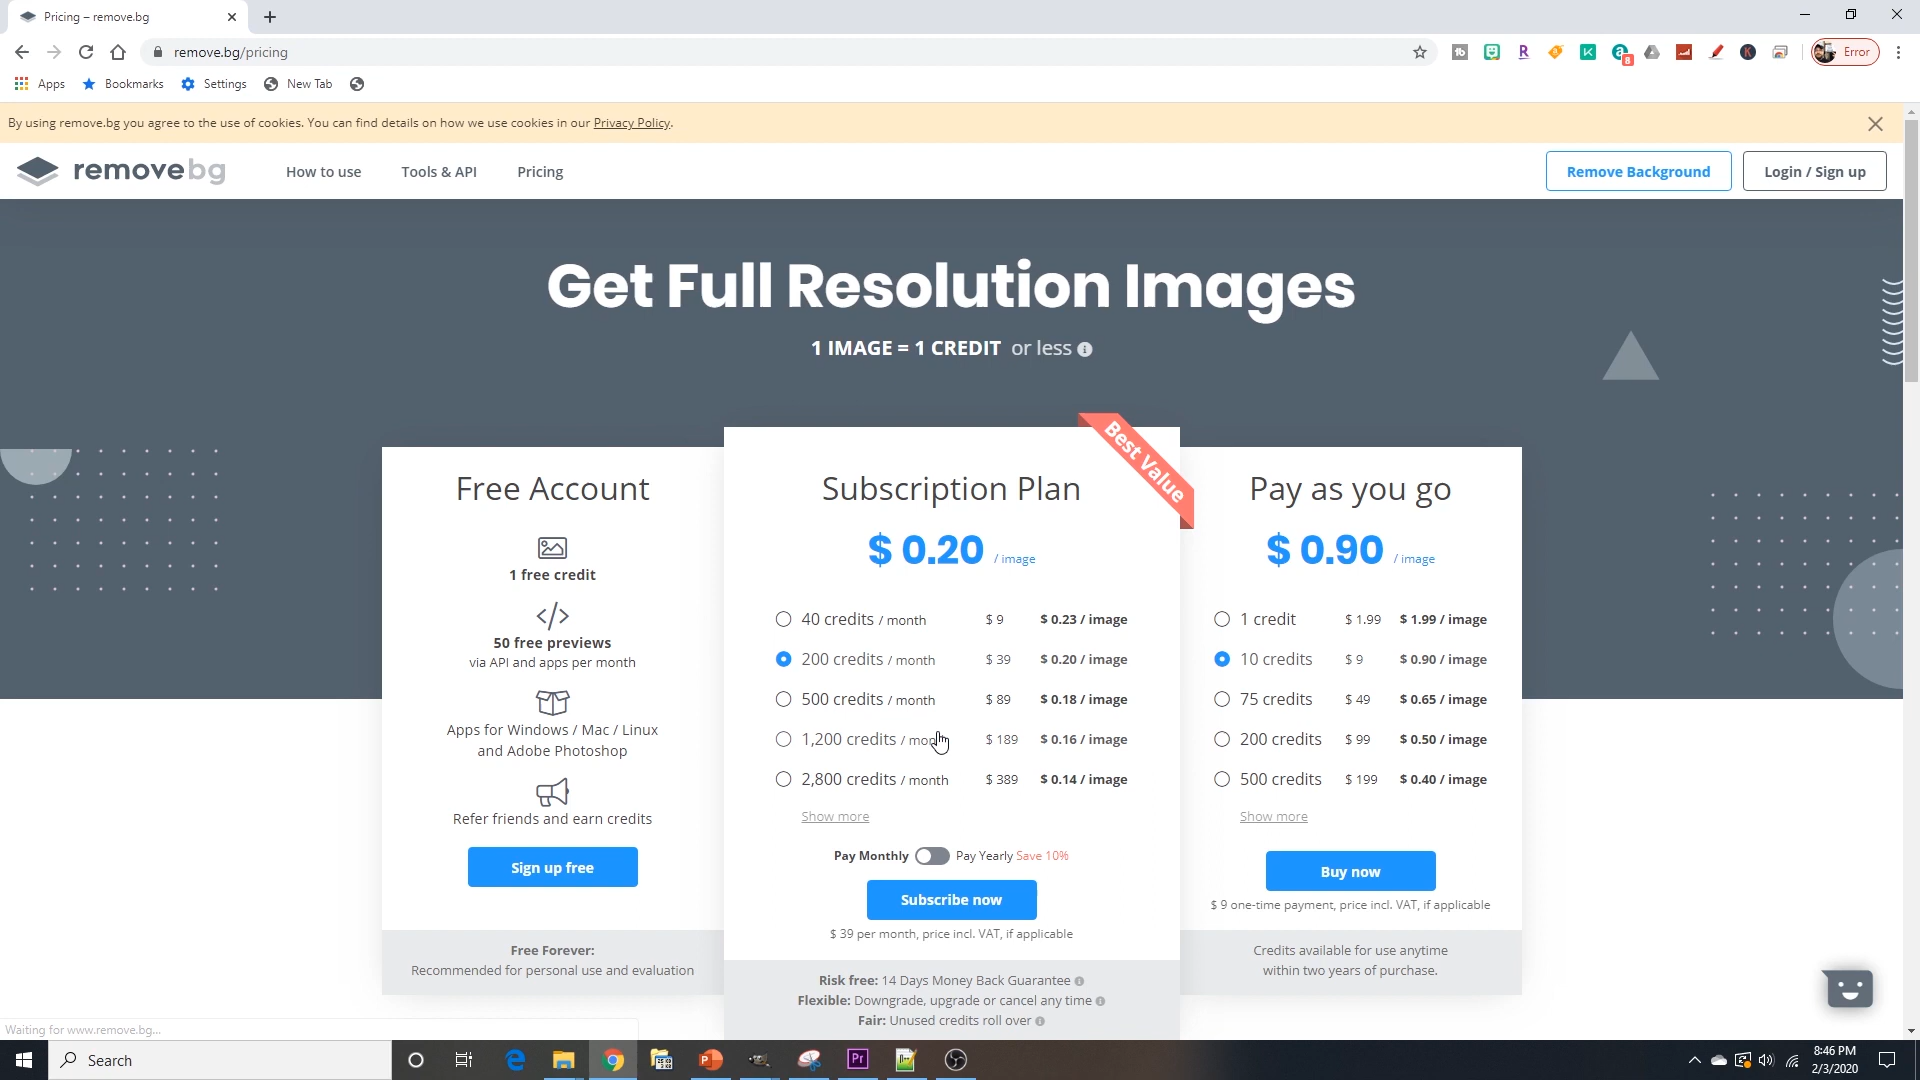 Pricing – remove.bg
remove.bg/pricing
Error
Apps
Bookmarks
Settings
New Tab
By using remove.bg you agree to the use of cookies. You can find details on how we use cookies in our Privacy Policy.
removebg
How to use
Tools & API
Pricing
Remove Background
Login / Sign up
Get Full Resolution Images
1 IMAGE = 1 CREDIT or less
Free Account
1 free credit
50 free previews
via API and apps per month
Apps for Windows / Mac / Linux
and Adobe Photoshop
Refer friends and earn credits
Sign up free
Free Forever:
Recommended for personal use and evaluation
Best Value
Subscription Plan
$ 0.20 / image
40 credits / month $ 9 $ 0.23 / image
200 credits / month $ 39 $ 0.20 / image
500 credits / month $ 89 $ 0.18 / image
1,200 credits / month $ 189 $ 0.16 / image
2,800 credits / month $ 389 $ 0.14 / image
Show more
Pay Monthly Pay Yearly Save 10%
Subscribe now
$ 39 per month, price incl. VAT, if applicable
Risk free: 14 Days Money Back Guarantee
Flexible: Downgrade, upgrade or cancel any time
Fair: Unused credits roll over
Pay as you go
$ 0.90 / image
1 credit $ 1.99 $ 1.99 / image
10 credits $ 9 $ 0.90 / image
75 credits $ 49 $ 0.65 / image
200 credits $ 99 $ 0.50 / image
500 credits $ 199 $ 0.40 / image
Show more
Buy now
$ 9 one-time payment, price incl. VAT, if applicable
Credits available for use anytime
within two years of purchase.
Waiting for www.remove.bg...
Search
8:46 PM
2/3/2020